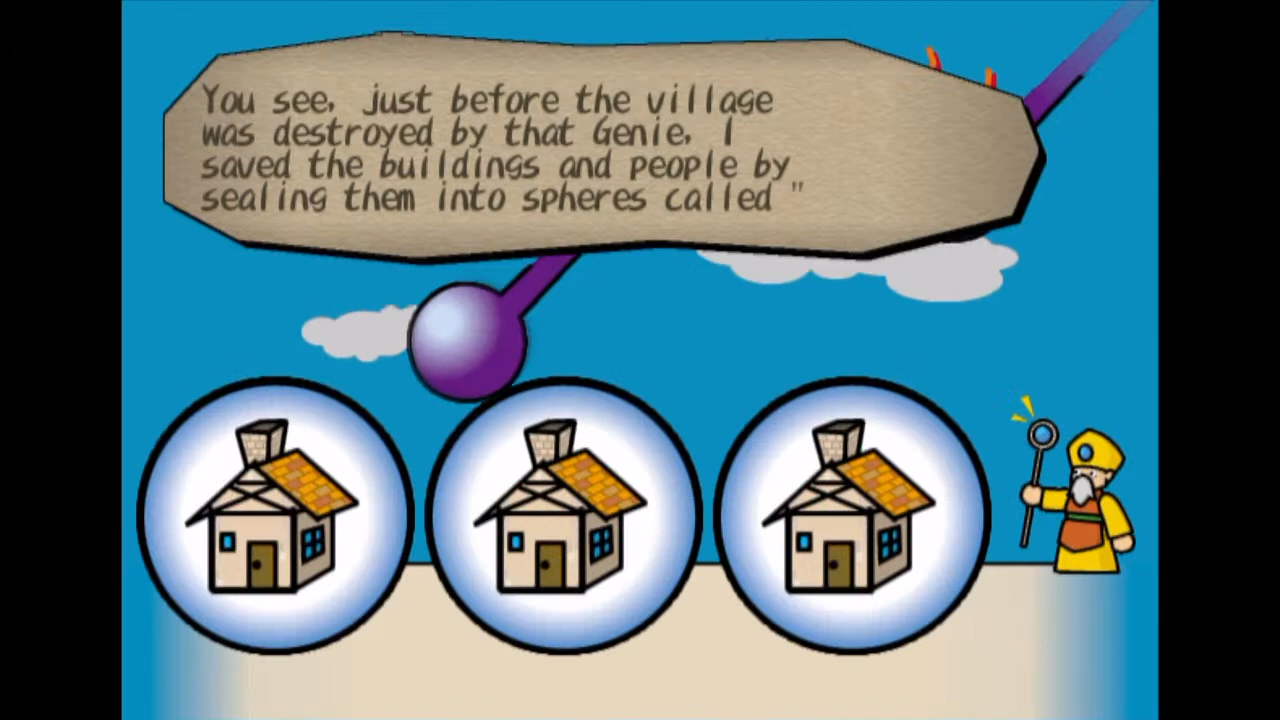 You see, just before the village
was destroyed by that Genie, I
saved the buildings and people by
sealing them into spheres called "